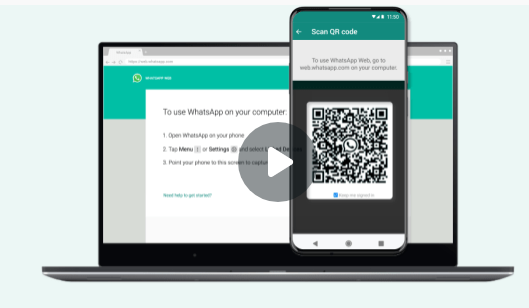 11:50
Scan QR code
To use WhatsApp Web, go to
web.whatsapp.com on your computer.
WhatsApp
https://web.whatsapp.com
WHATSAPP WEB
To use WhatsApp on your computer:
1. Open WhatsApp on your phone
2. Tap Menu or Settings and select
3. Point your phone to this screen to
Need help to get started?
Keep me signed in